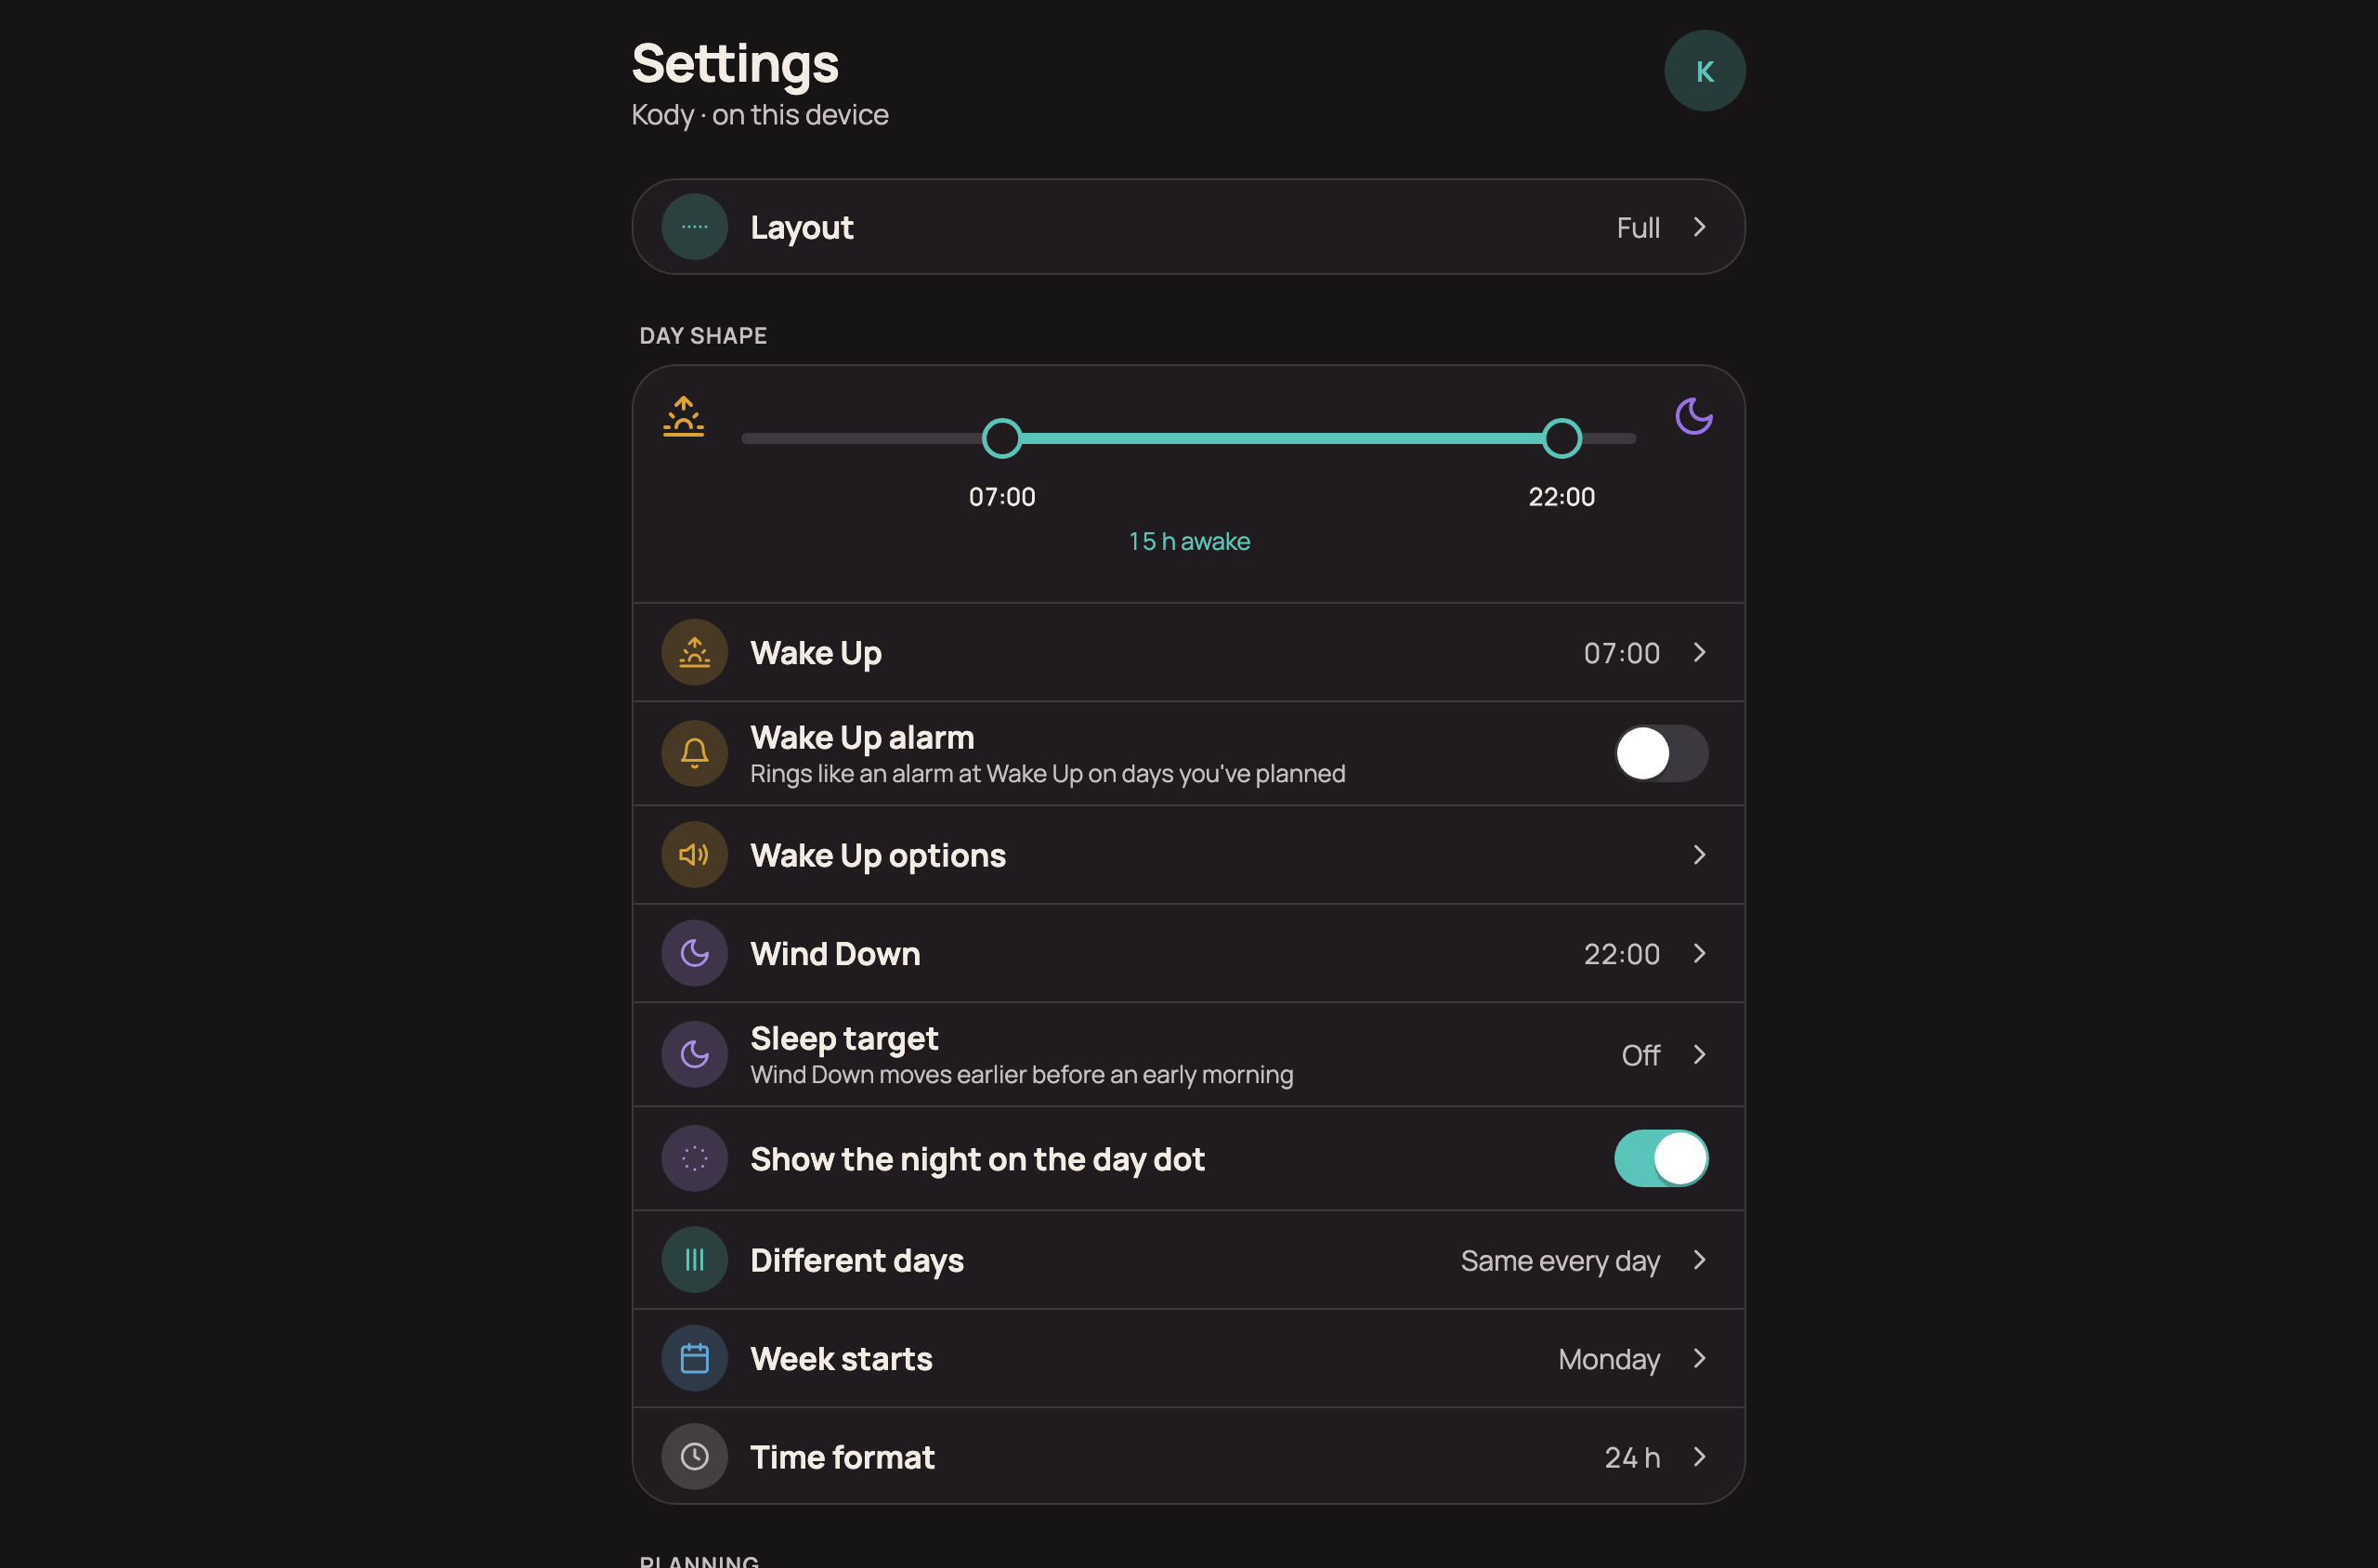 Settings
K
Kody · on this device
Layout
Full
DAY SHAPE
07:00
22:00
15 h awake
Wake Up
07:00
Wake Up alarm
Rings like an alarm at Wake Up on days you've planned
Wake Up options
Wind Down
22:00
Sleep target
Wind Down moves earlier before an early morning
Off
Show the night on the day dot
Different days
Same every day
Week starts
Monday
Time format
24 h
PLANNING